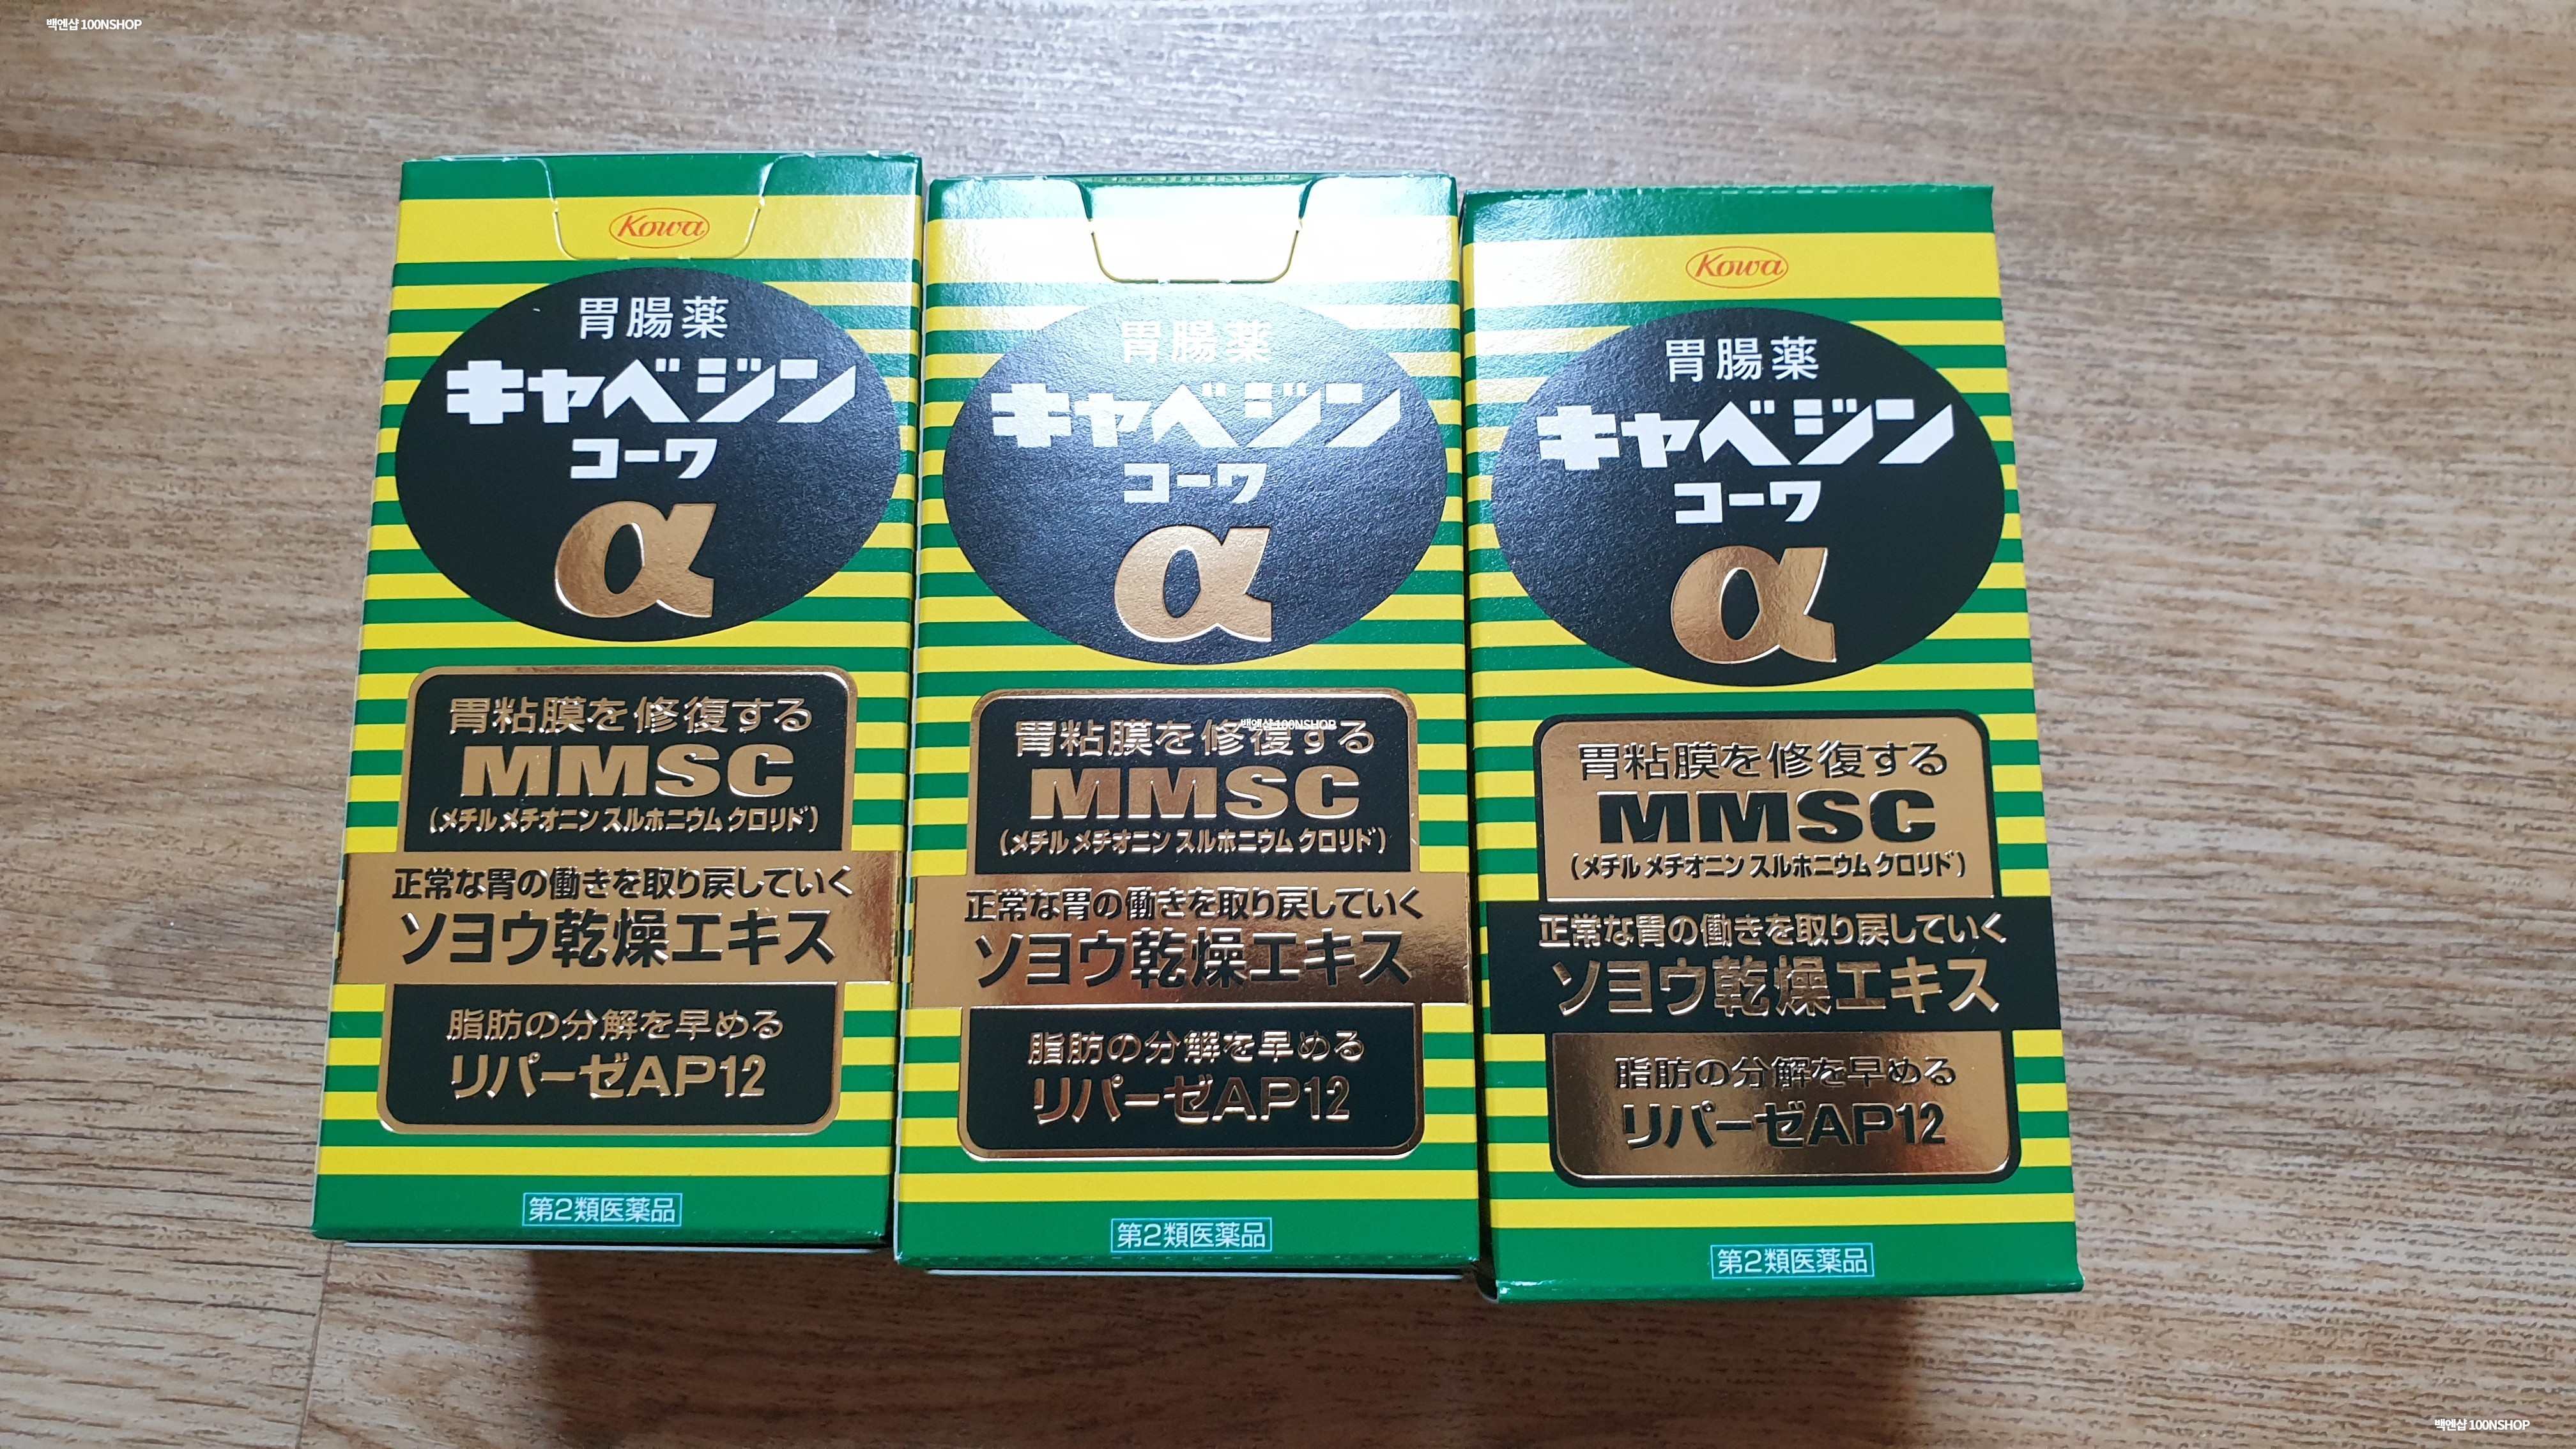 백엔샵 100NSHOP
Kowa
胃腸薬
キャベジン
コーワ
α
胃粘膜を修復する
MMSC
(メチルメチオニンスルホニウムクロリド)
正常な胃の働きを取り戻していく
ソヨウ乾燥エキス
脂肪の分解を早める
リパーゼAP12
第2類医薬品
胃腸薬
キャベジン
コーワ
α
胃粘膜を修復する
백엔샵 100NSHOP
MMSC
(メチルメチオニンスルホニウムクロリド)
正常な胃の働きを取り戻していく
ソヨウ乾燥エキス
脂肪の分解を早める
リパーゼAP12
第2類医薬品
Kowa
胃腸薬
キャベジン
コーワ
α
胃粘膜を修復する
MMSC
(メチルメチオニンスルホニウムクロリド)
正常な胃の働きを取り戻していく
ソヨウ乾燥エキス
脂肪の分解を早める
リパーゼAP12
第2類医薬品
백엔샵 100NSHOP